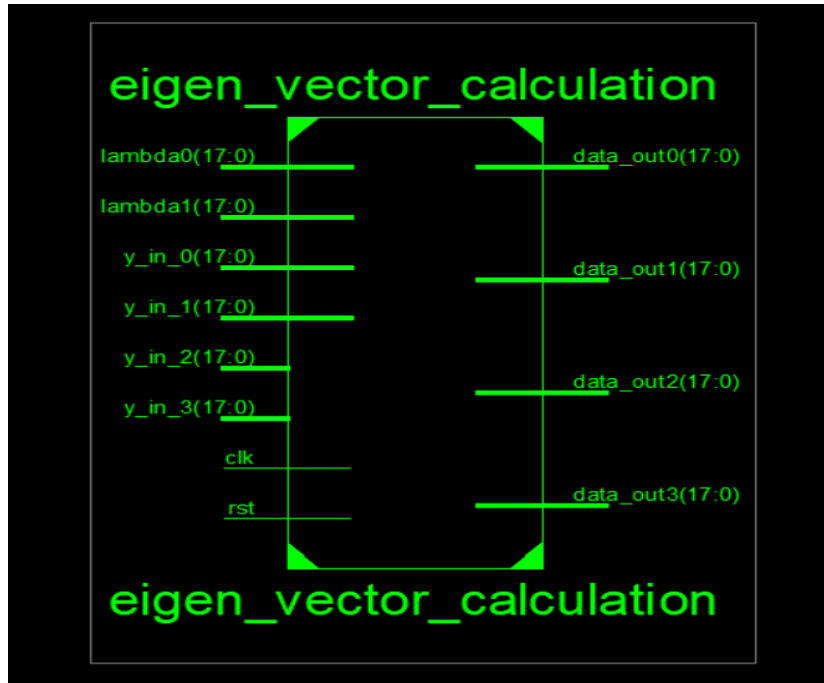 eigen_vector_calculation
lambda0(17:0)
data_out0(17:0)
lambda1(17:0)
y_in_0(17:0)
data_out1(17:0)
y_in_1(17:0)
y_in_2(17:0)
data_out2(17:0)
y_in_3(17:0)
clk
rst
data_out3(17:0)
eigen_vector_calculation